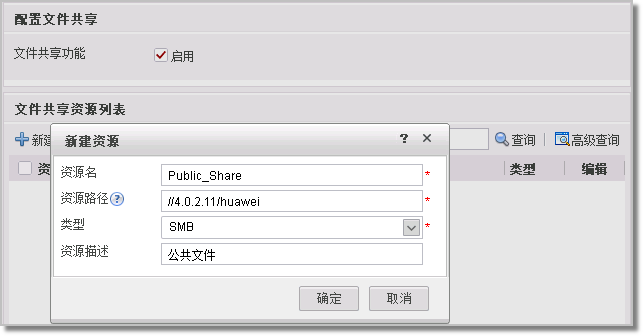 配置文件共享
文件共享功能 启用
文件共享资源列表
新建 查询 高级查询
资 类型 编辑
新建资源 ?
资源名 Public_Share *
资源路径 ? //4.0.2.11/huawei *
类型 SMB *
资源描述 公共文件
确定 取消